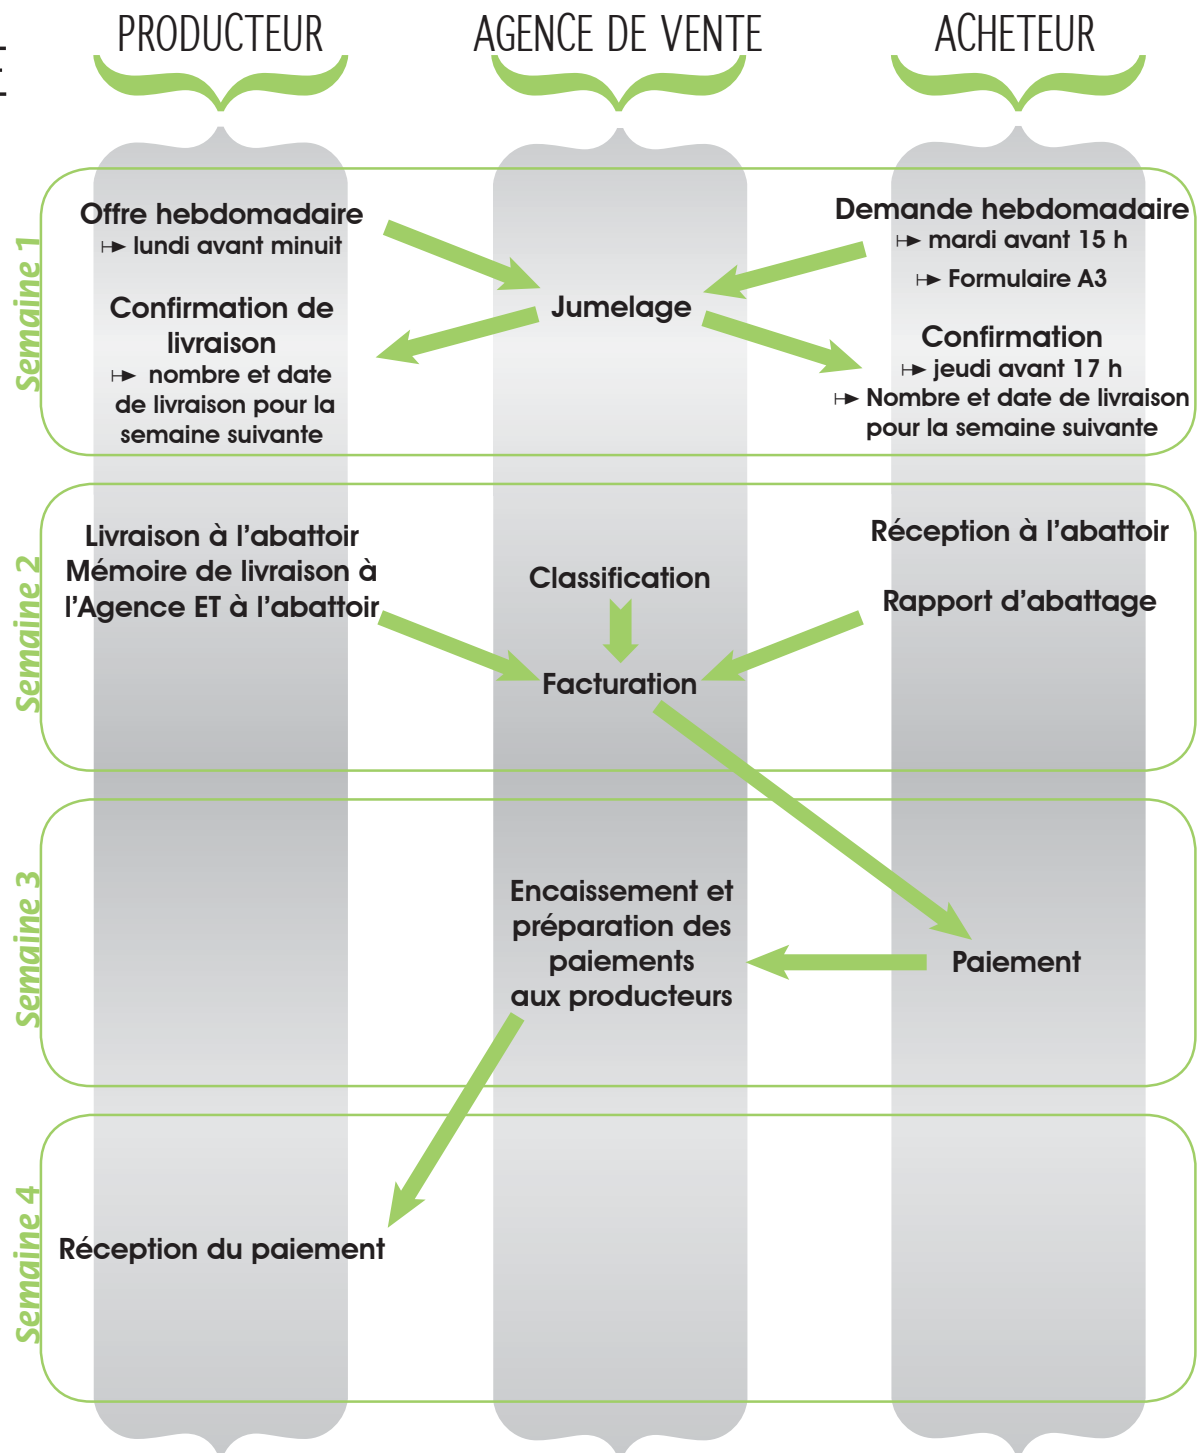 PRODUCTEUR
AGENCE DE VENTE
ACHETEUR
E
Semaine 1
Offre hebdomadaire
↦ lundi avant minuit
Confirmation de
livraison
↦ nombre et date
de livraison pour la
semaine suivante
Jumelage
Demande hebdomadaire
↦ mardi avant 15 h
↦ Formulaire A3
Confirmation
↦ jeudi avant 17 h
↦ Nombre et date de livraison
pour la semaine suivante
Semaine 2
Livraison à l’abattoir
Mémoire de livraison à
l’Agence ET à l’abattoir
Classification
Facturation
Réception à l’abattoir
Rapport d’abattage
Semaine 3
Encaissement et
préparation des
paiements
aux producteurs
Paiement
Semaine 4
Réception du paiement